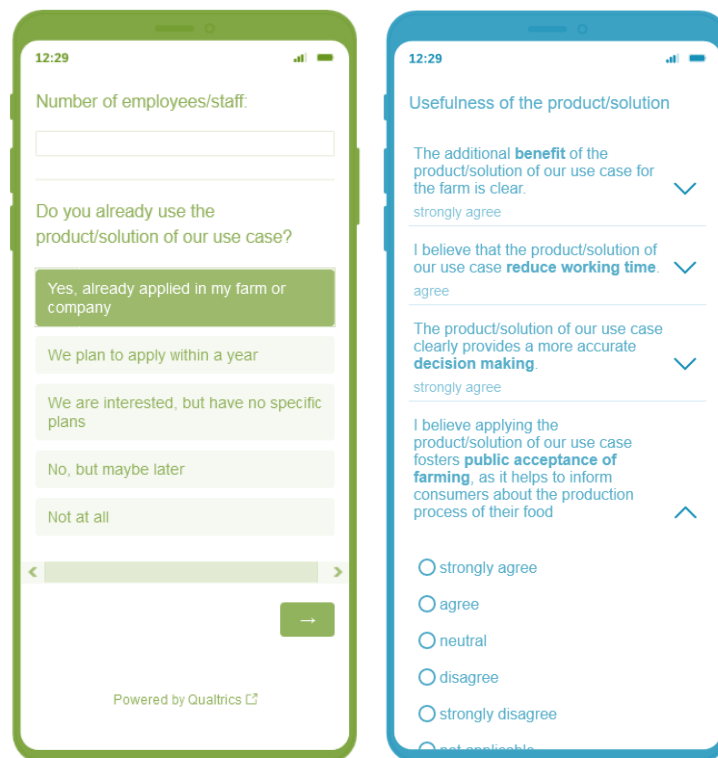 12:29
Number of employees/staff:
Do you already use the
product/solution of our use case?
Yes, already applied in my farm or
company
We plan to apply within a year
We are interested, but have no specific
plans
No, but maybe later
Not at all
→
Powered by Qualtrics
12:29
Usefulness of the product/solution
The additional benefit of the
product/solution of our use case for
the farm is clear.
strongly agree
I believe that the product/solution of
our use case reduce working time.
agree
The product/solution of our use case
clearly provides a more accurate
decision making.
strongly agree
I believe applying the
product/solution of our use case
fosters public acceptance of
farming, as it helps to inform
consumers about the production
process of their food
strongly agree
agree
neutral
disagree
strongly disagree
not applicable